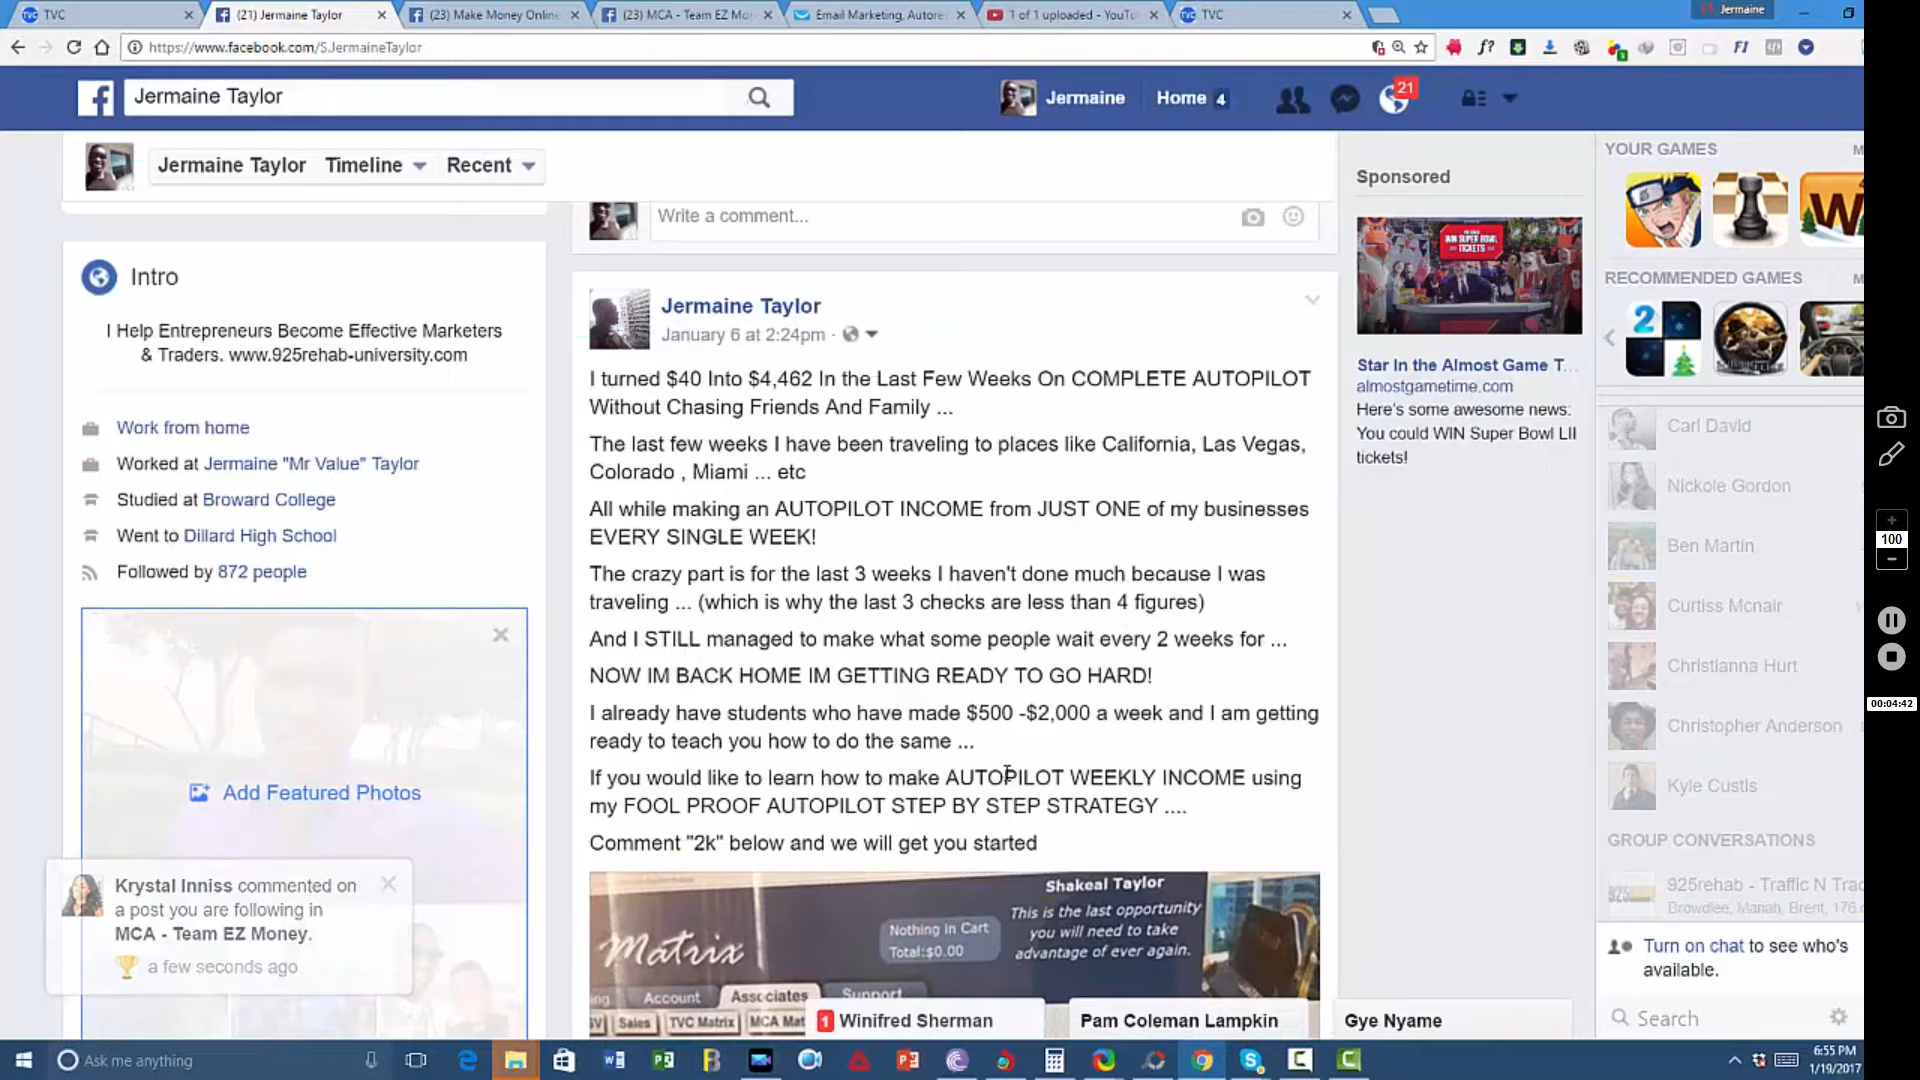 TVC
(21) Jermaine Taylor
(23) Make Money Online
(23) MCA - Team EZ Mo
Email Marketing, Autore
1 of 1 uploaded - YouTu
TVC
Jermaine
https://www.facebook.com/SJermaineTaylor
Jermaine Taylor
Jermaine
Home 4
21
Jermaine Taylor
Timeline
Recent
Write a comment...
Intro
I Help Entrepreneurs Become Effective Marketers
& Traders. www.925rehab-university.com
Work from home
Worked at Jermaine "Mr Value" Taylor
Studied at Broward College
Went to Dillard High School
Followed by 872 people
Add Featured Photos
Krystal Inniss commented on
a post you are following in
MCA - Team EZ Money.
a few seconds ago
Jermaine Taylor
January 6 at 2:24pm ·
I turned $40 Into $4,462 In the Last Few Weeks On COMPLETE AUTOPILOT
Without Chasing Friends And Family ...
The last few weeks I have been traveling to places like California, Las Vegas,
Colorado , Miami ... etc
All while making an AUTOPILOT INCOME from JUST ONE of my businesses
EVERY SINGLE WEEK!
The crazy part is for the last 3 weeks I haven't done much because I was
traveling ... (which is why the last 3 checks are less than 4 figures)
And I STILL managed to make what some people wait every 2 weeks for ...
NOW IM BACK HOME IM GETTING READY TO GO HARD!
I already have students who have made $500 -$2,000 a week and I am getting
ready to teach you how to do the same ...
If you would like to learn how to make AUTOPILOT WEEKLY INCOME using
my FOOL PROOF AUTOPILOT STEP BY STEP STRATEGY ....
Comment "2k" below and we will get you started
Matrix
Nothing in Cart
Total:$0.00
Shakeal Taylor
This is the last opportunity
you will need to take
advantage of ever again.
Account
Associates
Support
Sales
TVC Matrix
MCA Mat
1 Winifred Sherman
Pam Coleman Lampkin
Gye Nyame
Sponsored
WIN SUPER BOWL
TICKETS!
Star In the Almost Game T...
almostgametime.com
Here's some awesome news:
You could WIN Super Bowl LII
tickets!
YOUR GAMES
W
RECOMMENDED GAMES
2
Carl David
Nickole Gordon
Ben Martin
Curtiss Mcnair
Christianna Hurt
Christopher Anderson
Kyle Custis
GROUP CONVERSATIONS
925rehab - Traffic N Trad
Browdlee, Manah, Brent, 176
Turn on chat to see who's
available.
Search
100
00:04:42
Ask me anything
6:55 PM
1/19/2017